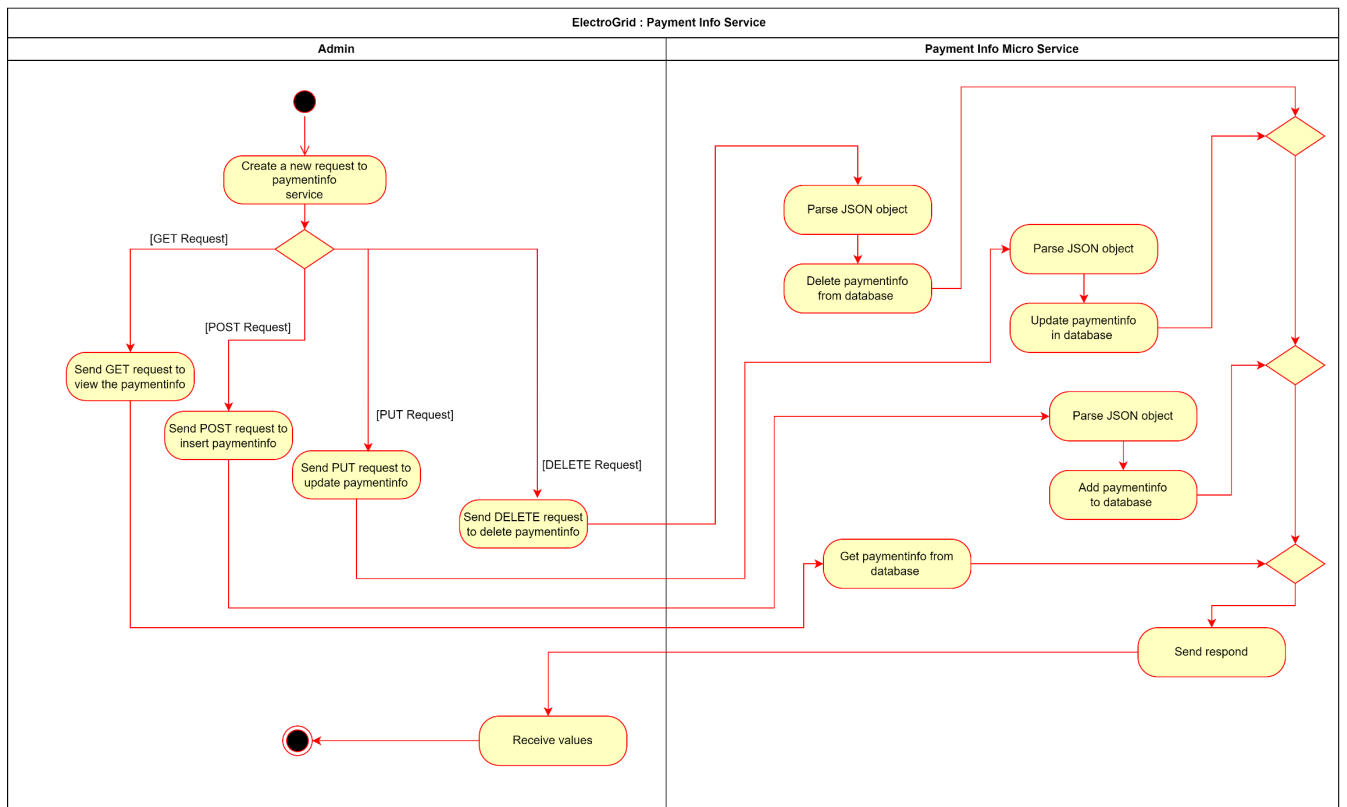 ElectroGrid : Payment Info Service
Admin
Payment Info Micro Service
Create a new request to
paymentinfo
service
[GET Request]
[POST Request]
Send GET request to
view the paymentinfo
[PUT Request]
Send POST request to
insert paymentinfo
[DELETE Request]
Send PUT request to
update paymentinfo
Send DELETE request
to delete paymentinfo
Parse JSON object
Delete paymentinfo
from database
Parse JSON object
Update paymentinfo
in database
Parse JSON object
Add paymentinfo
to database
Get paymentinfo from
database
Send respond
Receive values